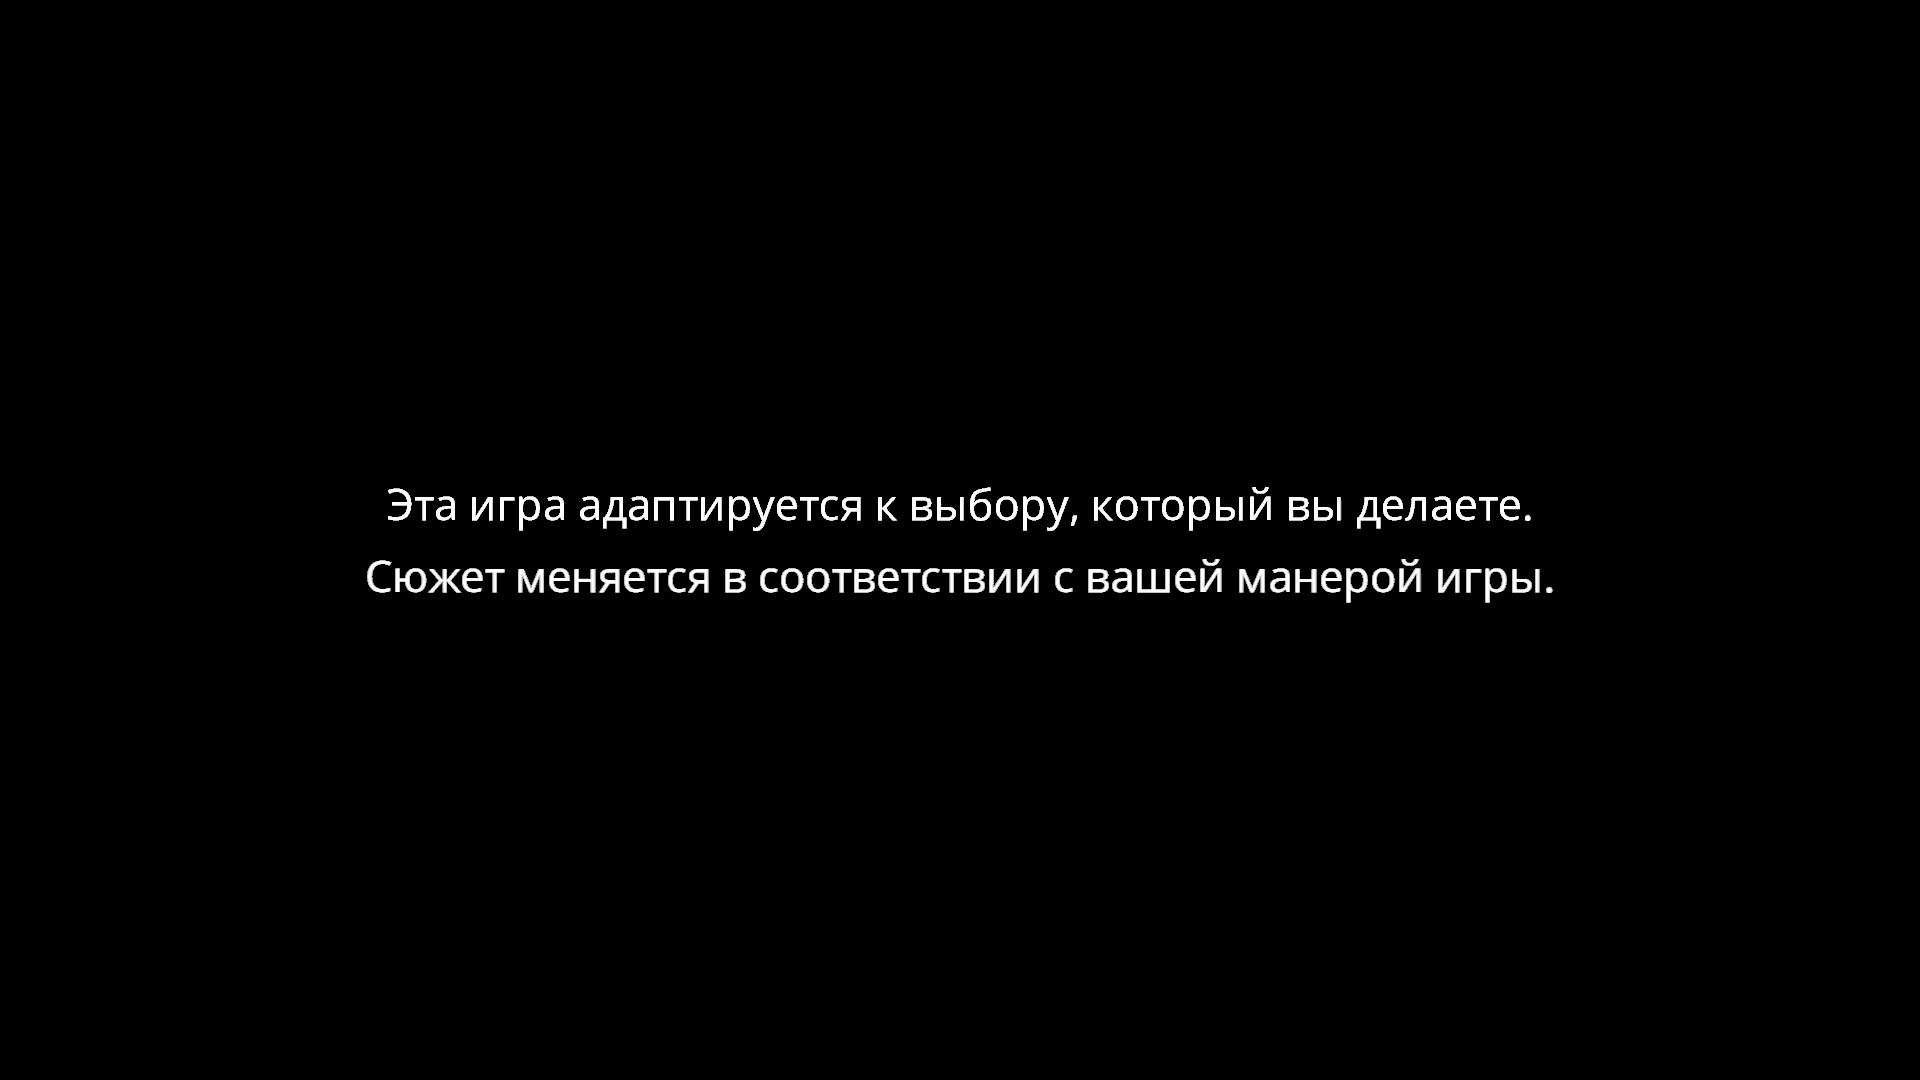 Эта игра адаптируется к выбору, который вы делаете.
Сюжет меняется в соответствии с вашей манерой игры.